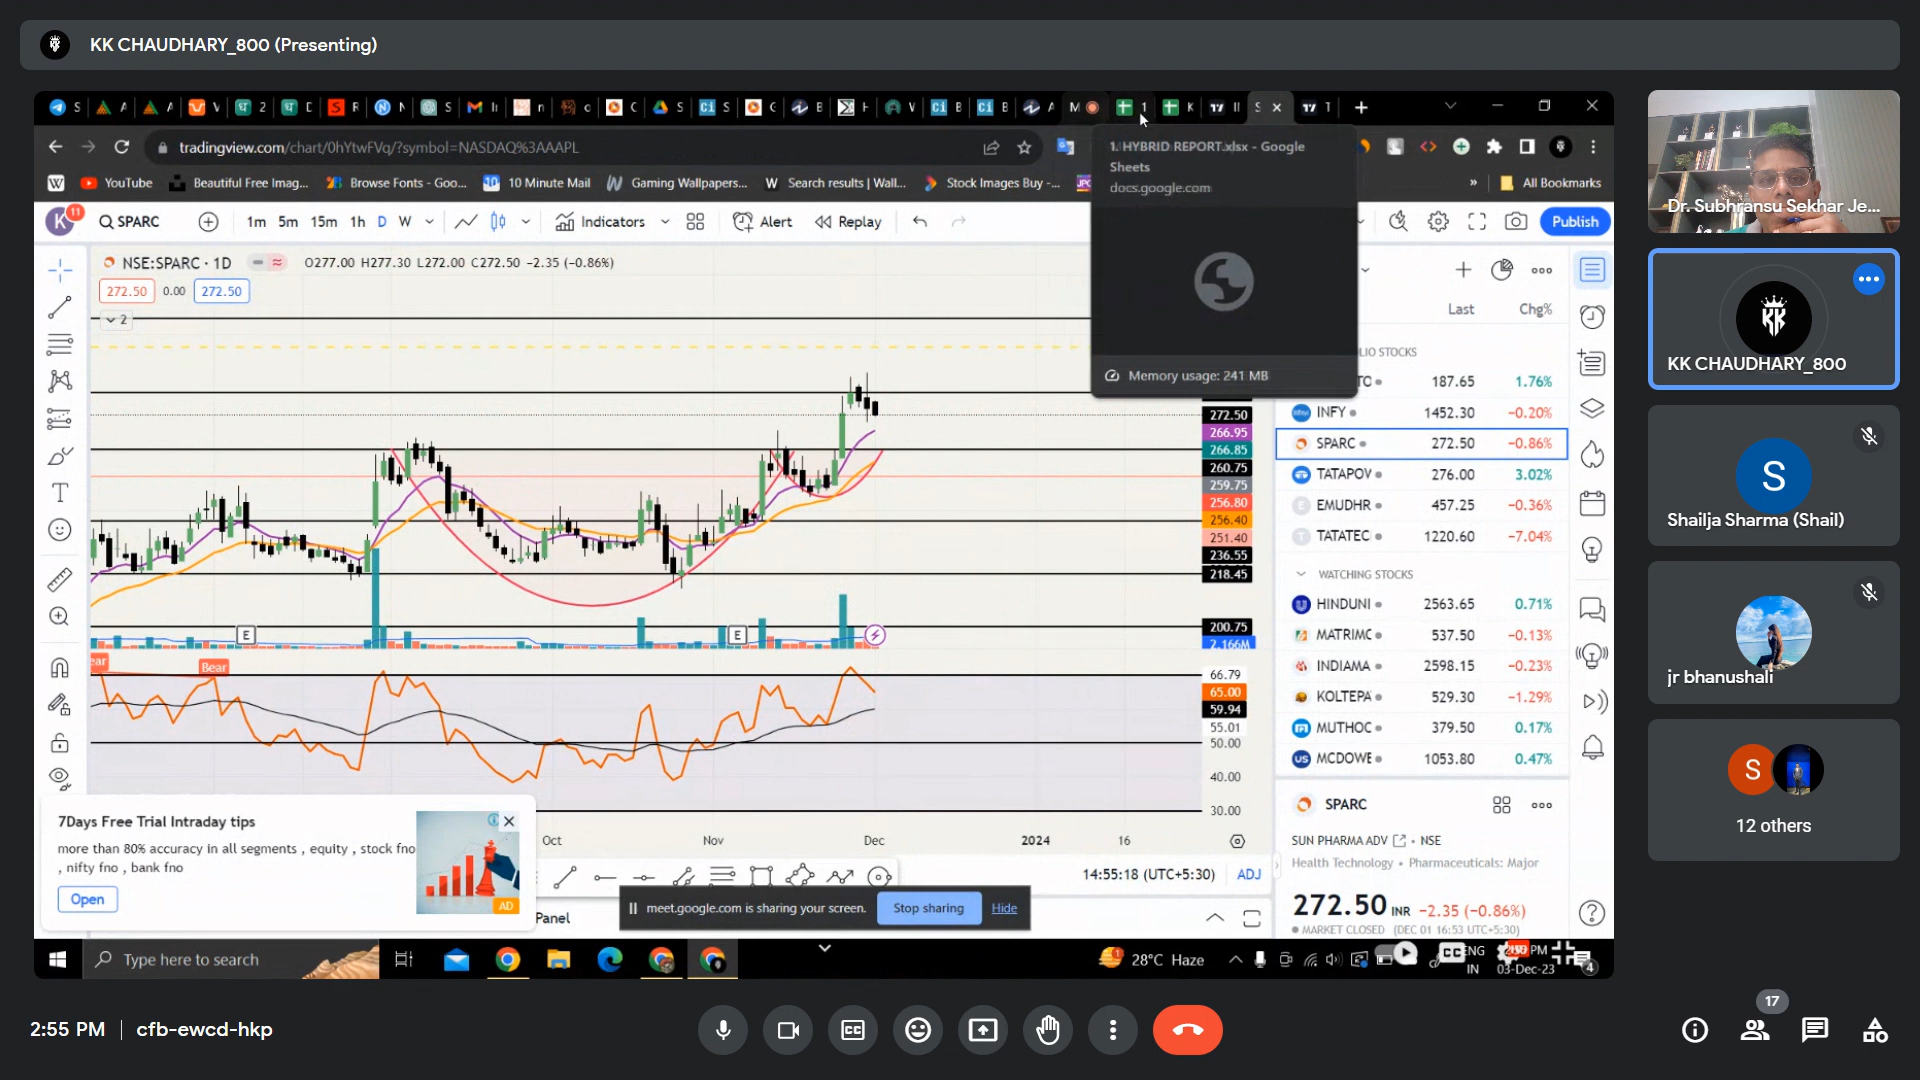 KK CHAUDHARY_800 (Presenting)
tradingview.com/chart/0hYtwFVq/?symbol=NASDAQ%3AAAPL
1. HYBRID REPORT.xlsx - Google
Sheets
docs.google.com
Memory usage: 241 MB
YouTube
Beautiful Free Imag...
Browse Fonts - Goo...
10 Minute Mail
Gaming Wallpapers...
Search results | Wall...
Stock Images Buy -...
All Bookmarks
K 11
SPARC
1m 5m 15m 1h D W
Indicators
Alert
Replay
Publish
NSE:SPARC · 1D
O277.00 H277.30 L272.00 C272.50 −2.35 (−0.86%)
272.50 0.00 272.50
2
272.50
266.95
266.85
260.75
259.75
256.80
256.40
251.40
236.55
218.45
200.75
2.166M
E
E
Bear
66.79
65.00
59.94
55.01
50.00
40.00
30.00
Oct Nov Dec 2024 16
Last Chg%
187.65 1.76%
INFY 1452.30 −0.20%
SPARC 272.50 −0.86%
TATAPOV 276.00 3.02%
EMUDHR 457.25 −0.36%
TATATEC 1220.60 −7.04%
WATCHING STOCKS
HINDUNI 2563.65 0.71%
MATRIMC 537.50 −0.13%
INDIAMA 2598.15 −0.23%
KOLTEPA 529.30 −1.29%
MUTHOC 379.50 0.17%
MCDOWE 1053.80 0.47%
SPARC
SUN PHARMA ADV • NSE
Health Technology • Pharmaceuticals: Major
272.50 INR −2.35 (−0.86%)
MARKET CLOSED (DEC 01 16:53 UTC+5:30)
7Days Free Trial Intraday tips
more than 80% accuracy in all segments , equity , stock fno
, nifty fno , bank fno
Open
AD
14:55:18 (UTC+5:30) ADJ
Panel
meet.google.com is sharing your screen.
Stop sharing
Hide
Type here to search
28°C Haze
ENG
IN
03-Dec-23
4
Dr. Subhransu Sekhar Je...
KK CHAUDHARY_800
S
Shailja Sharma (Shail)
jr bhanushali
S
12 others
2:55 PM | cfb-ewcd-hkp
17